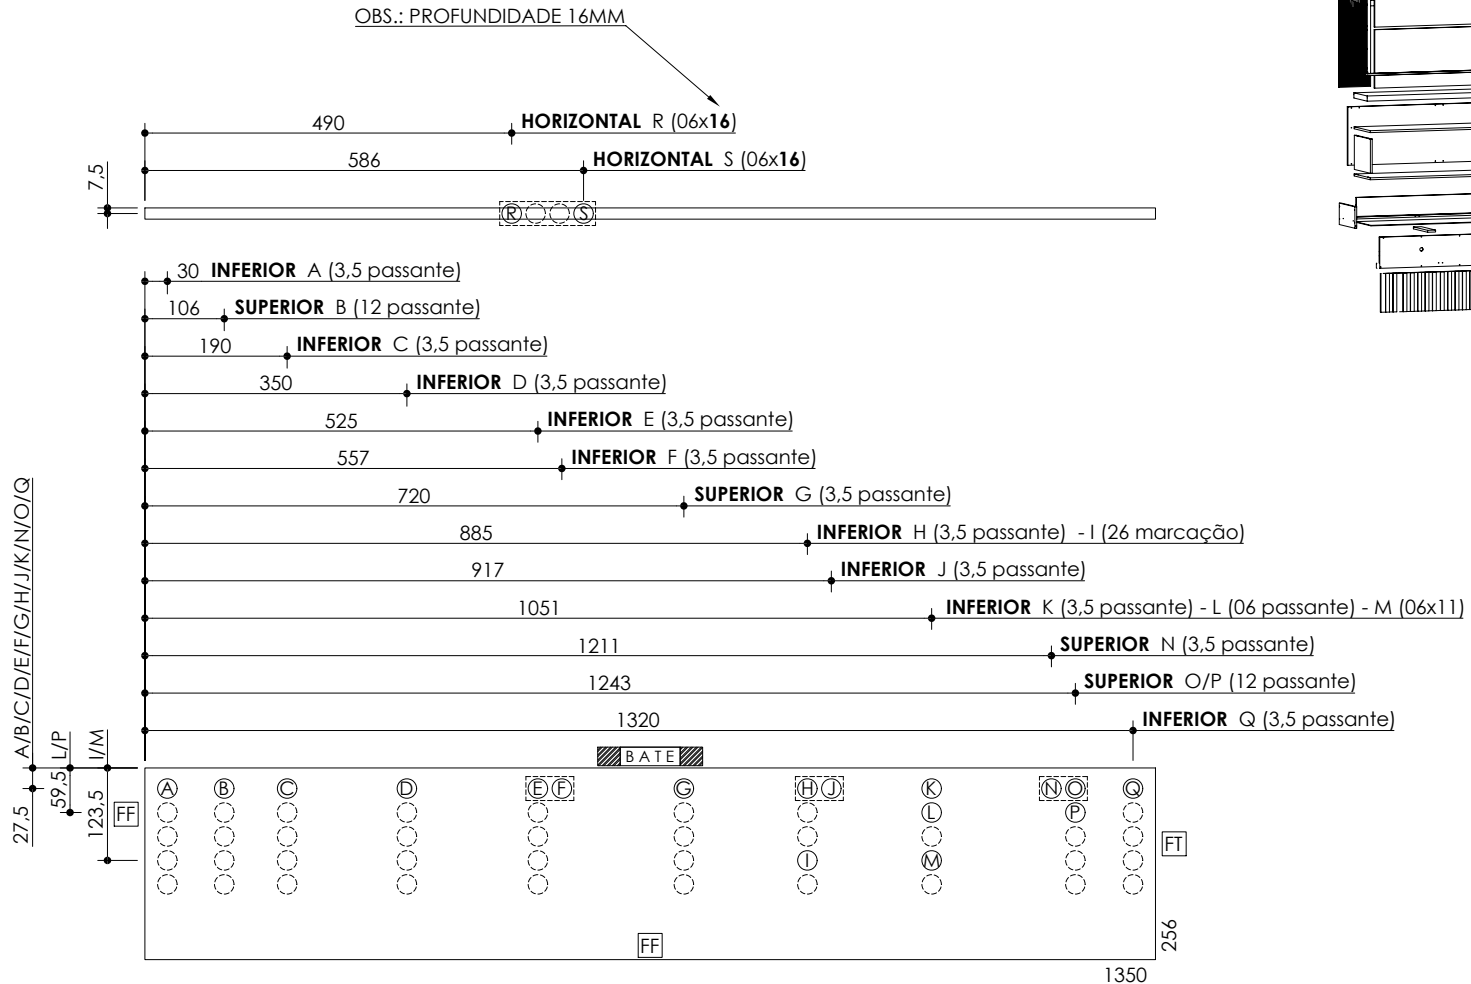 OBS.: PROFUNDIDADE 16MM
490 HORIZONTAL R (06x16)
586 HORIZONTAL S (06x16)
7,5
R S
30 INFERIOR A (3,5 passante)
106 SUPERIOR B (12 passante)
190 INFERIOR C (3,5 passante)
350 INFERIOR D (3,5 passante)
525 INFERIOR E (3,5 passante)
557 INFERIOR F (3,5 passante)
720 SUPERIOR G (3,5 passante)
885 INFERIOR H (3,5 passante) - I (26 marcação)
917 INFERIOR J (3,5 passante)
1051 INFERIOR K (3,5 passante) - L (06 passante) - M (06x11)
1211 SUPERIOR N (3,5 passante)
1243 SUPERIOR O/P (12 passante)
1320 INFERIOR Q (3,5 passante)
27,5 A/B/C/D/E/F/G/H/J/K/N/O/Q
59,5 L/P
123,5 I/M
BATE
A B C D E F G H J K N O Q
FF L P
FT
I M
256
FF
1350